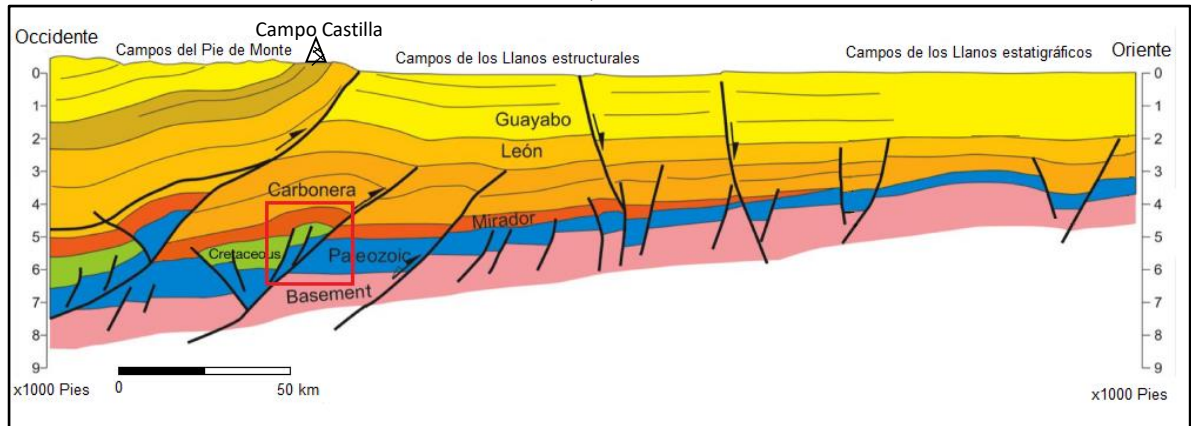 Campo Castilla
Occidente
Campos del Pie de Monte
Campos de los Llanos estructurales
Campos de los Llanos estatigráficos
Oriente
0
1
2
3
4
5
6
7
8
9
x1000 Pies
Guayabo
León
Carbonera
Mirador
Cretaceous
Paleozoic
Basement
0
50 km
0
1
2
3
4
5
6
7
8
9
x1000 Pies